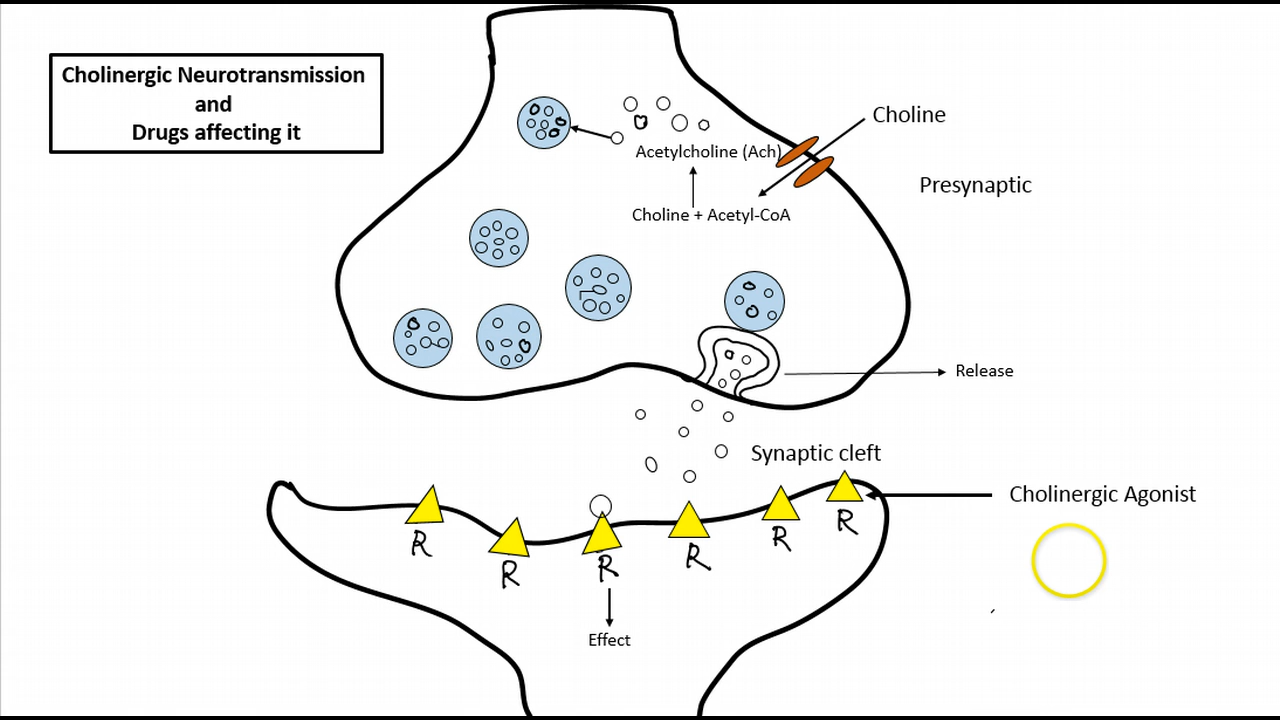 Cholinergic Neurotransmission
and
Drugs affecting it
Choline
Acetylcholine (Ach)
Presynaptic
Choline + Acetyl-CoA
Release
Synaptic cleft
Cholinergic Agonist
R
R
R
R
R
R
Effect